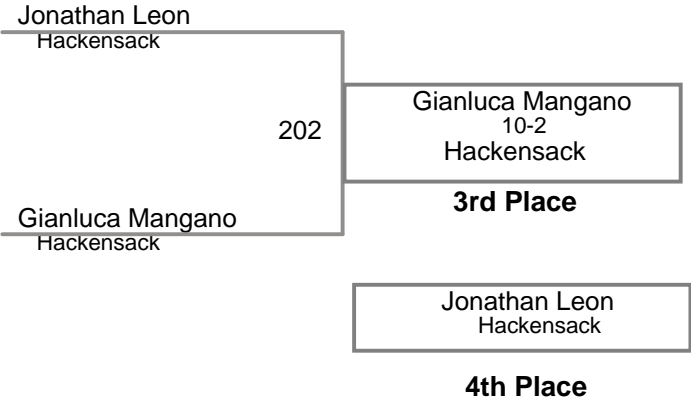 Jonathan Leon
Hackensack
202
Gianluca Mangano
10-2
Hackensack
3rd Place
Gianluca Mangano
Hackensack
Jonathan Leon
Hackensack
4th Place